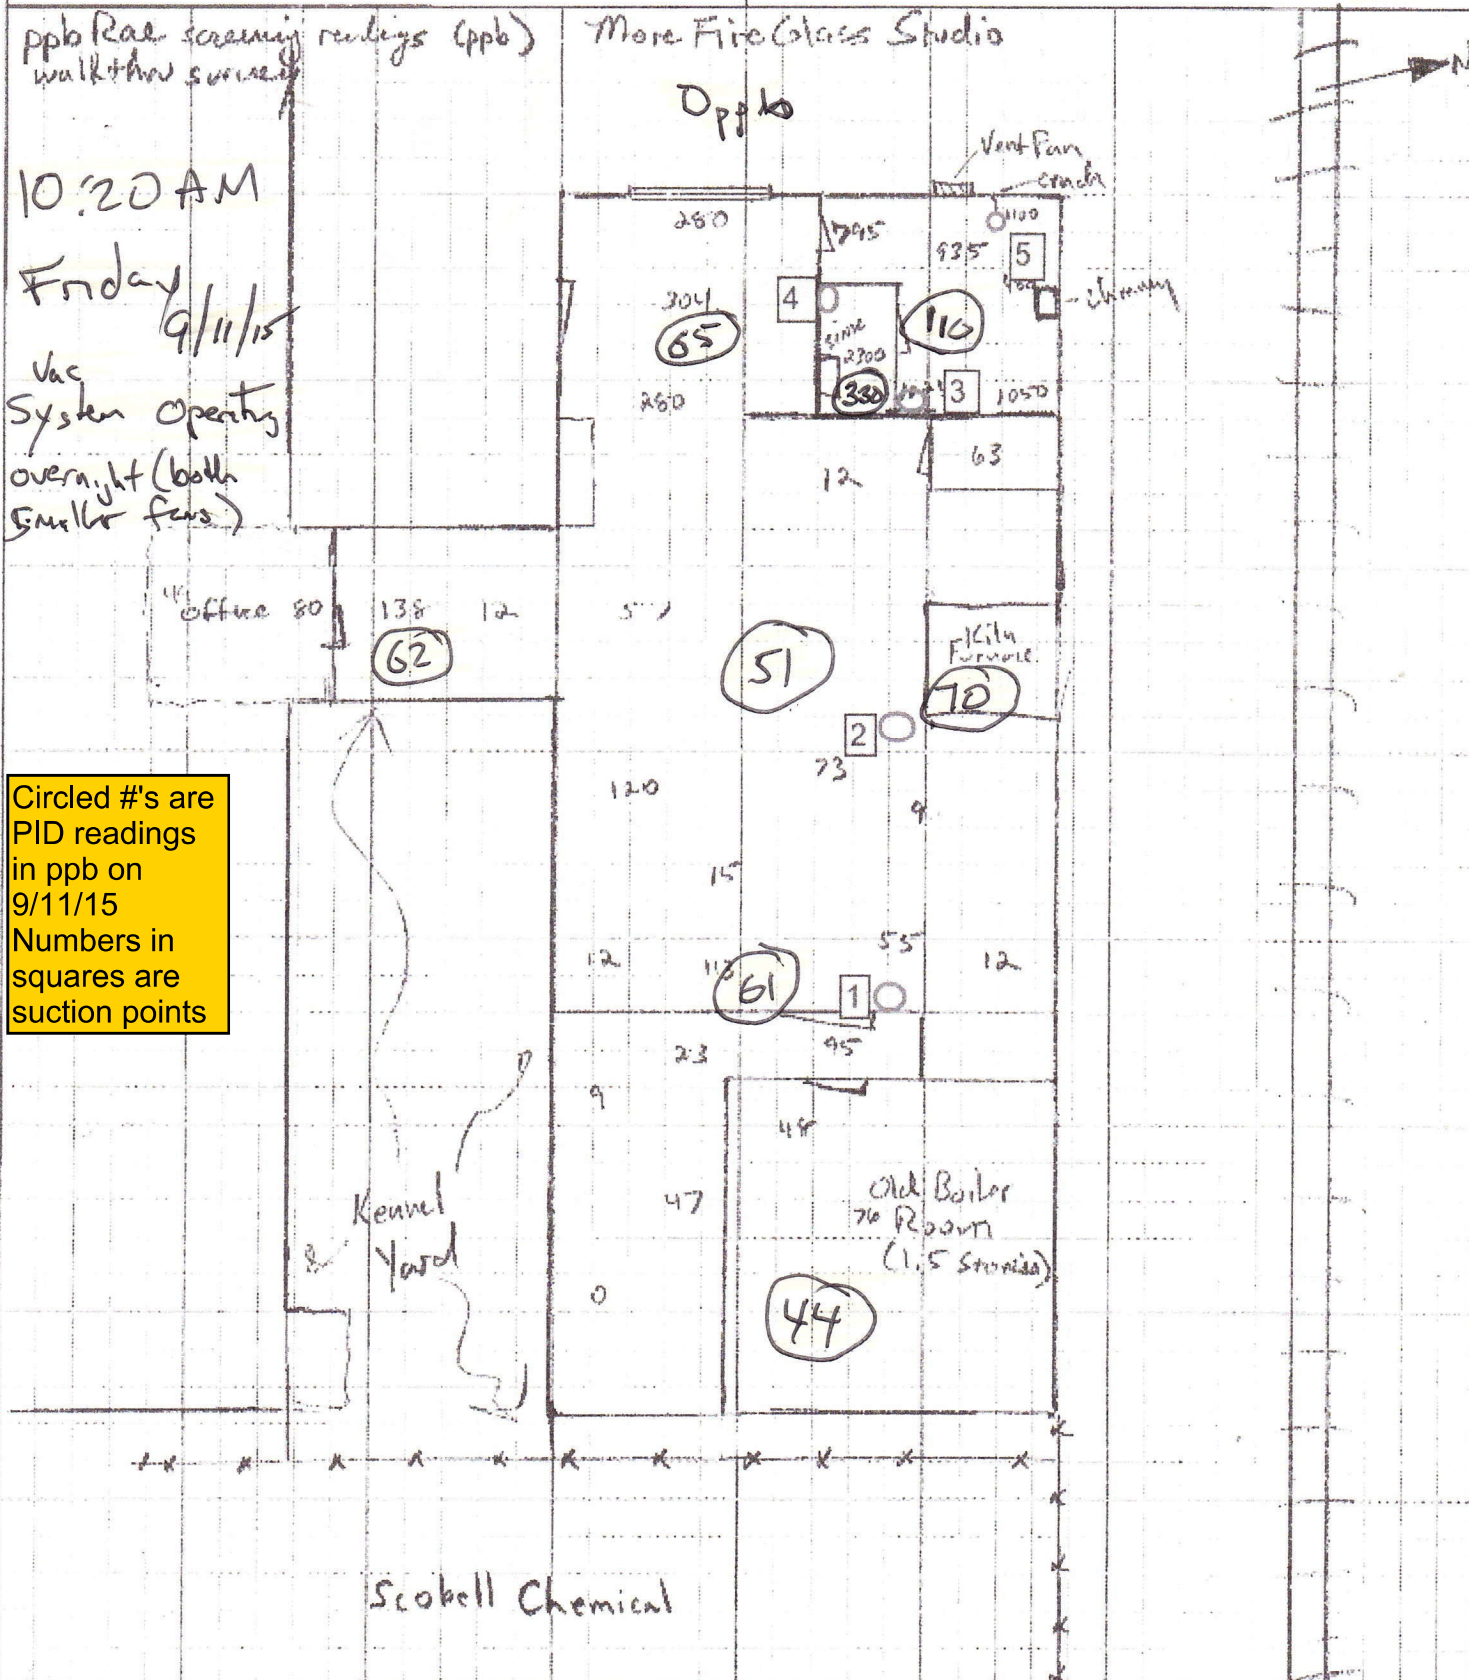 ppb Rae screening readings (ppb)
walkthru survey
More Fire Glass Studio
0 ppb
N
10:20 AM
Friday
9/11/15
Vac
System Operating
overnight (both
smaller fans)
Vent Fan
crack
280
795
1100
935
5
304
4
chimney
65
110
2300
330
3
1050
280
63
12
office 80
138
12
62
51
Kiln
Furnace
70
2
73
120
9
15
55
12
12
61
1
23
95
9
48
47
Old Boiler
76 Room
(1.5 stories)
Kennel
Yard
0
44
Circled #'s are
PID readings
in ppb on
9/11/15
Numbers in
squares are
suction points
Scobell Chemical